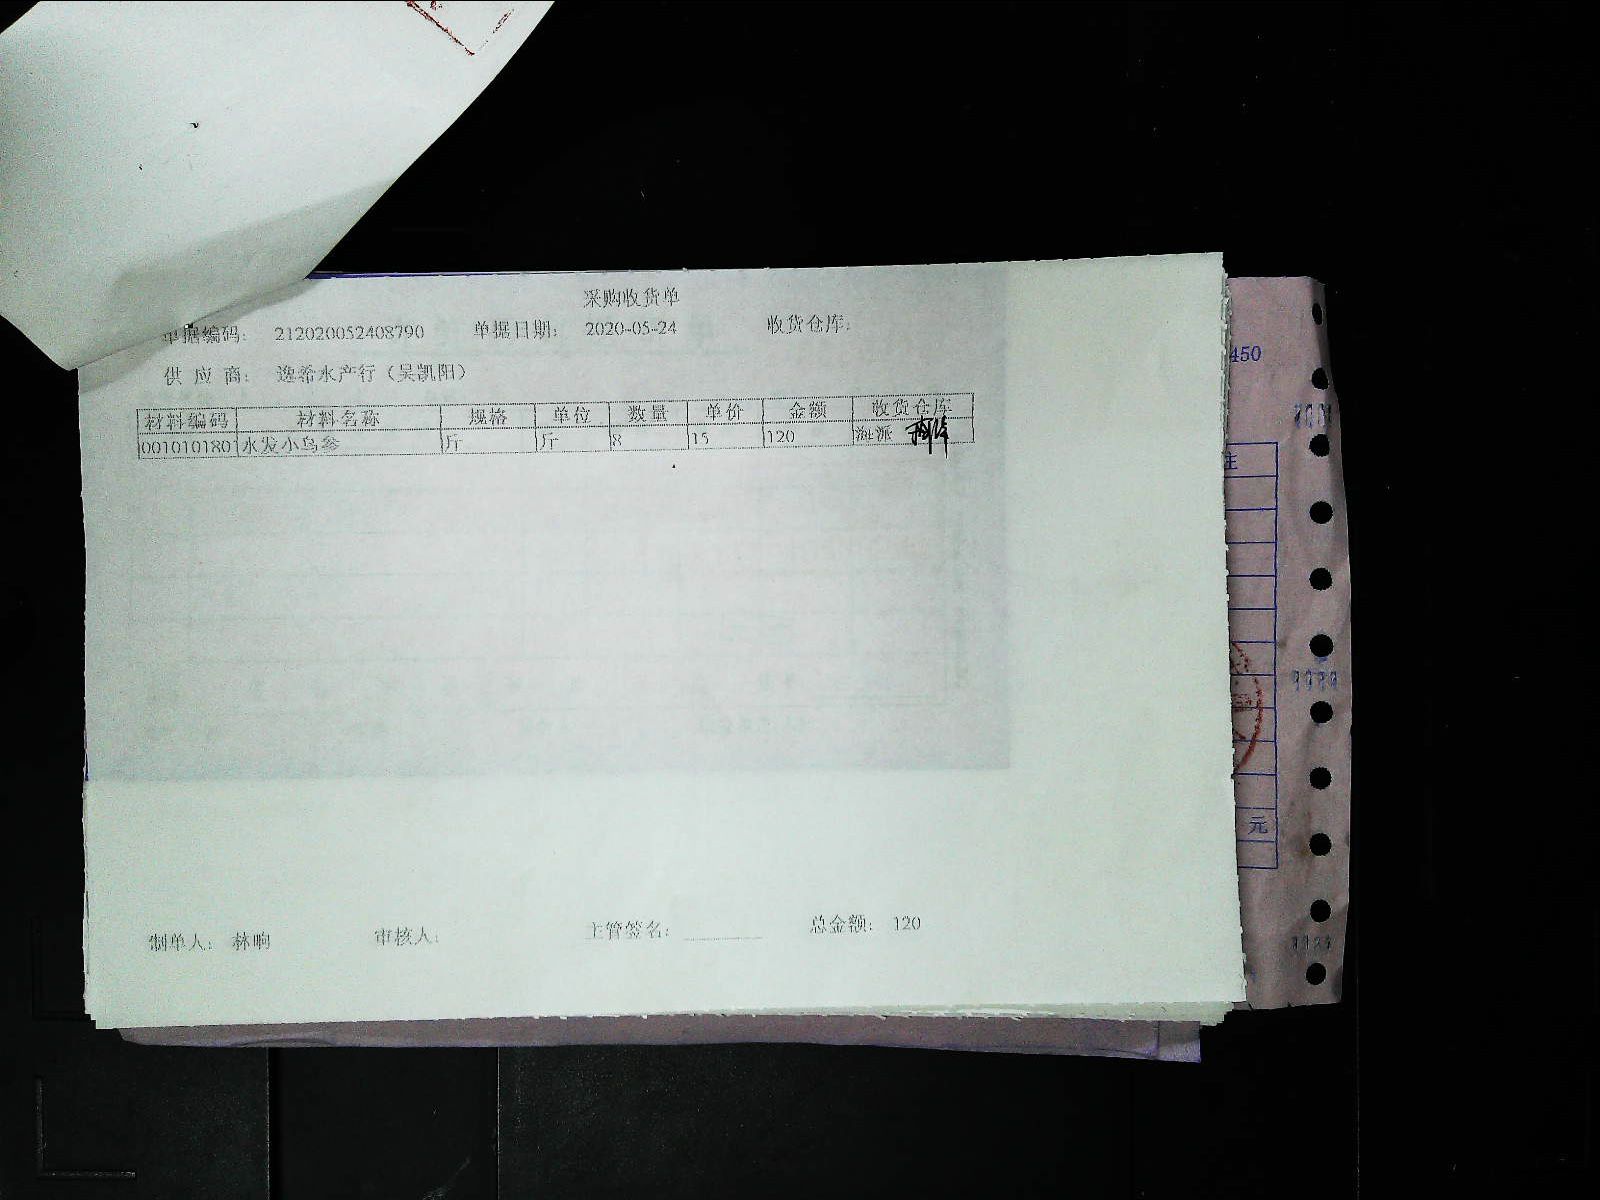 采购收货单
单据编码: 212020052408790 单据日期: 2020-05-24 收货仓库:
供应商: 逸希水产行（吴凯阳）
材料编码 材料名称 规格 单位 数量 单价 金额 收货仓库
0010101801 水发小乌参 斤 斤 8 15 120 海派
制单人: 林晌 审核人: 主管签名: 总金额: 120
450
元